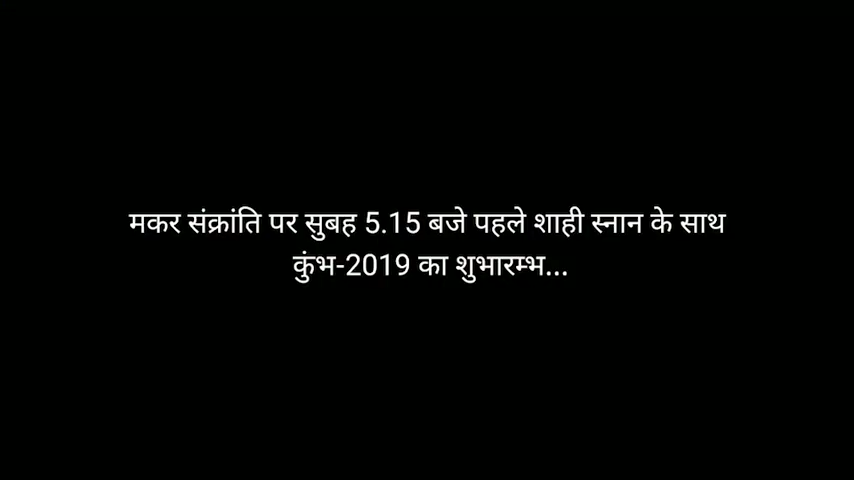 मकर संक्रांति पर सुबह 5.15 बजे पहले शाही स्नान के साथ
कुंभ-2019 का शुभारम्भ...